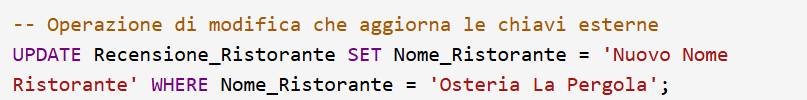 -- Operazione di modifica che aggiorna le chiavi esterne
UPDATE Recensione_Ristorante SET Nome_Ristorante = 'Nuovo Nome
Ristorante' WHERE Nome_Ristorante = 'Osteria La Pergola';